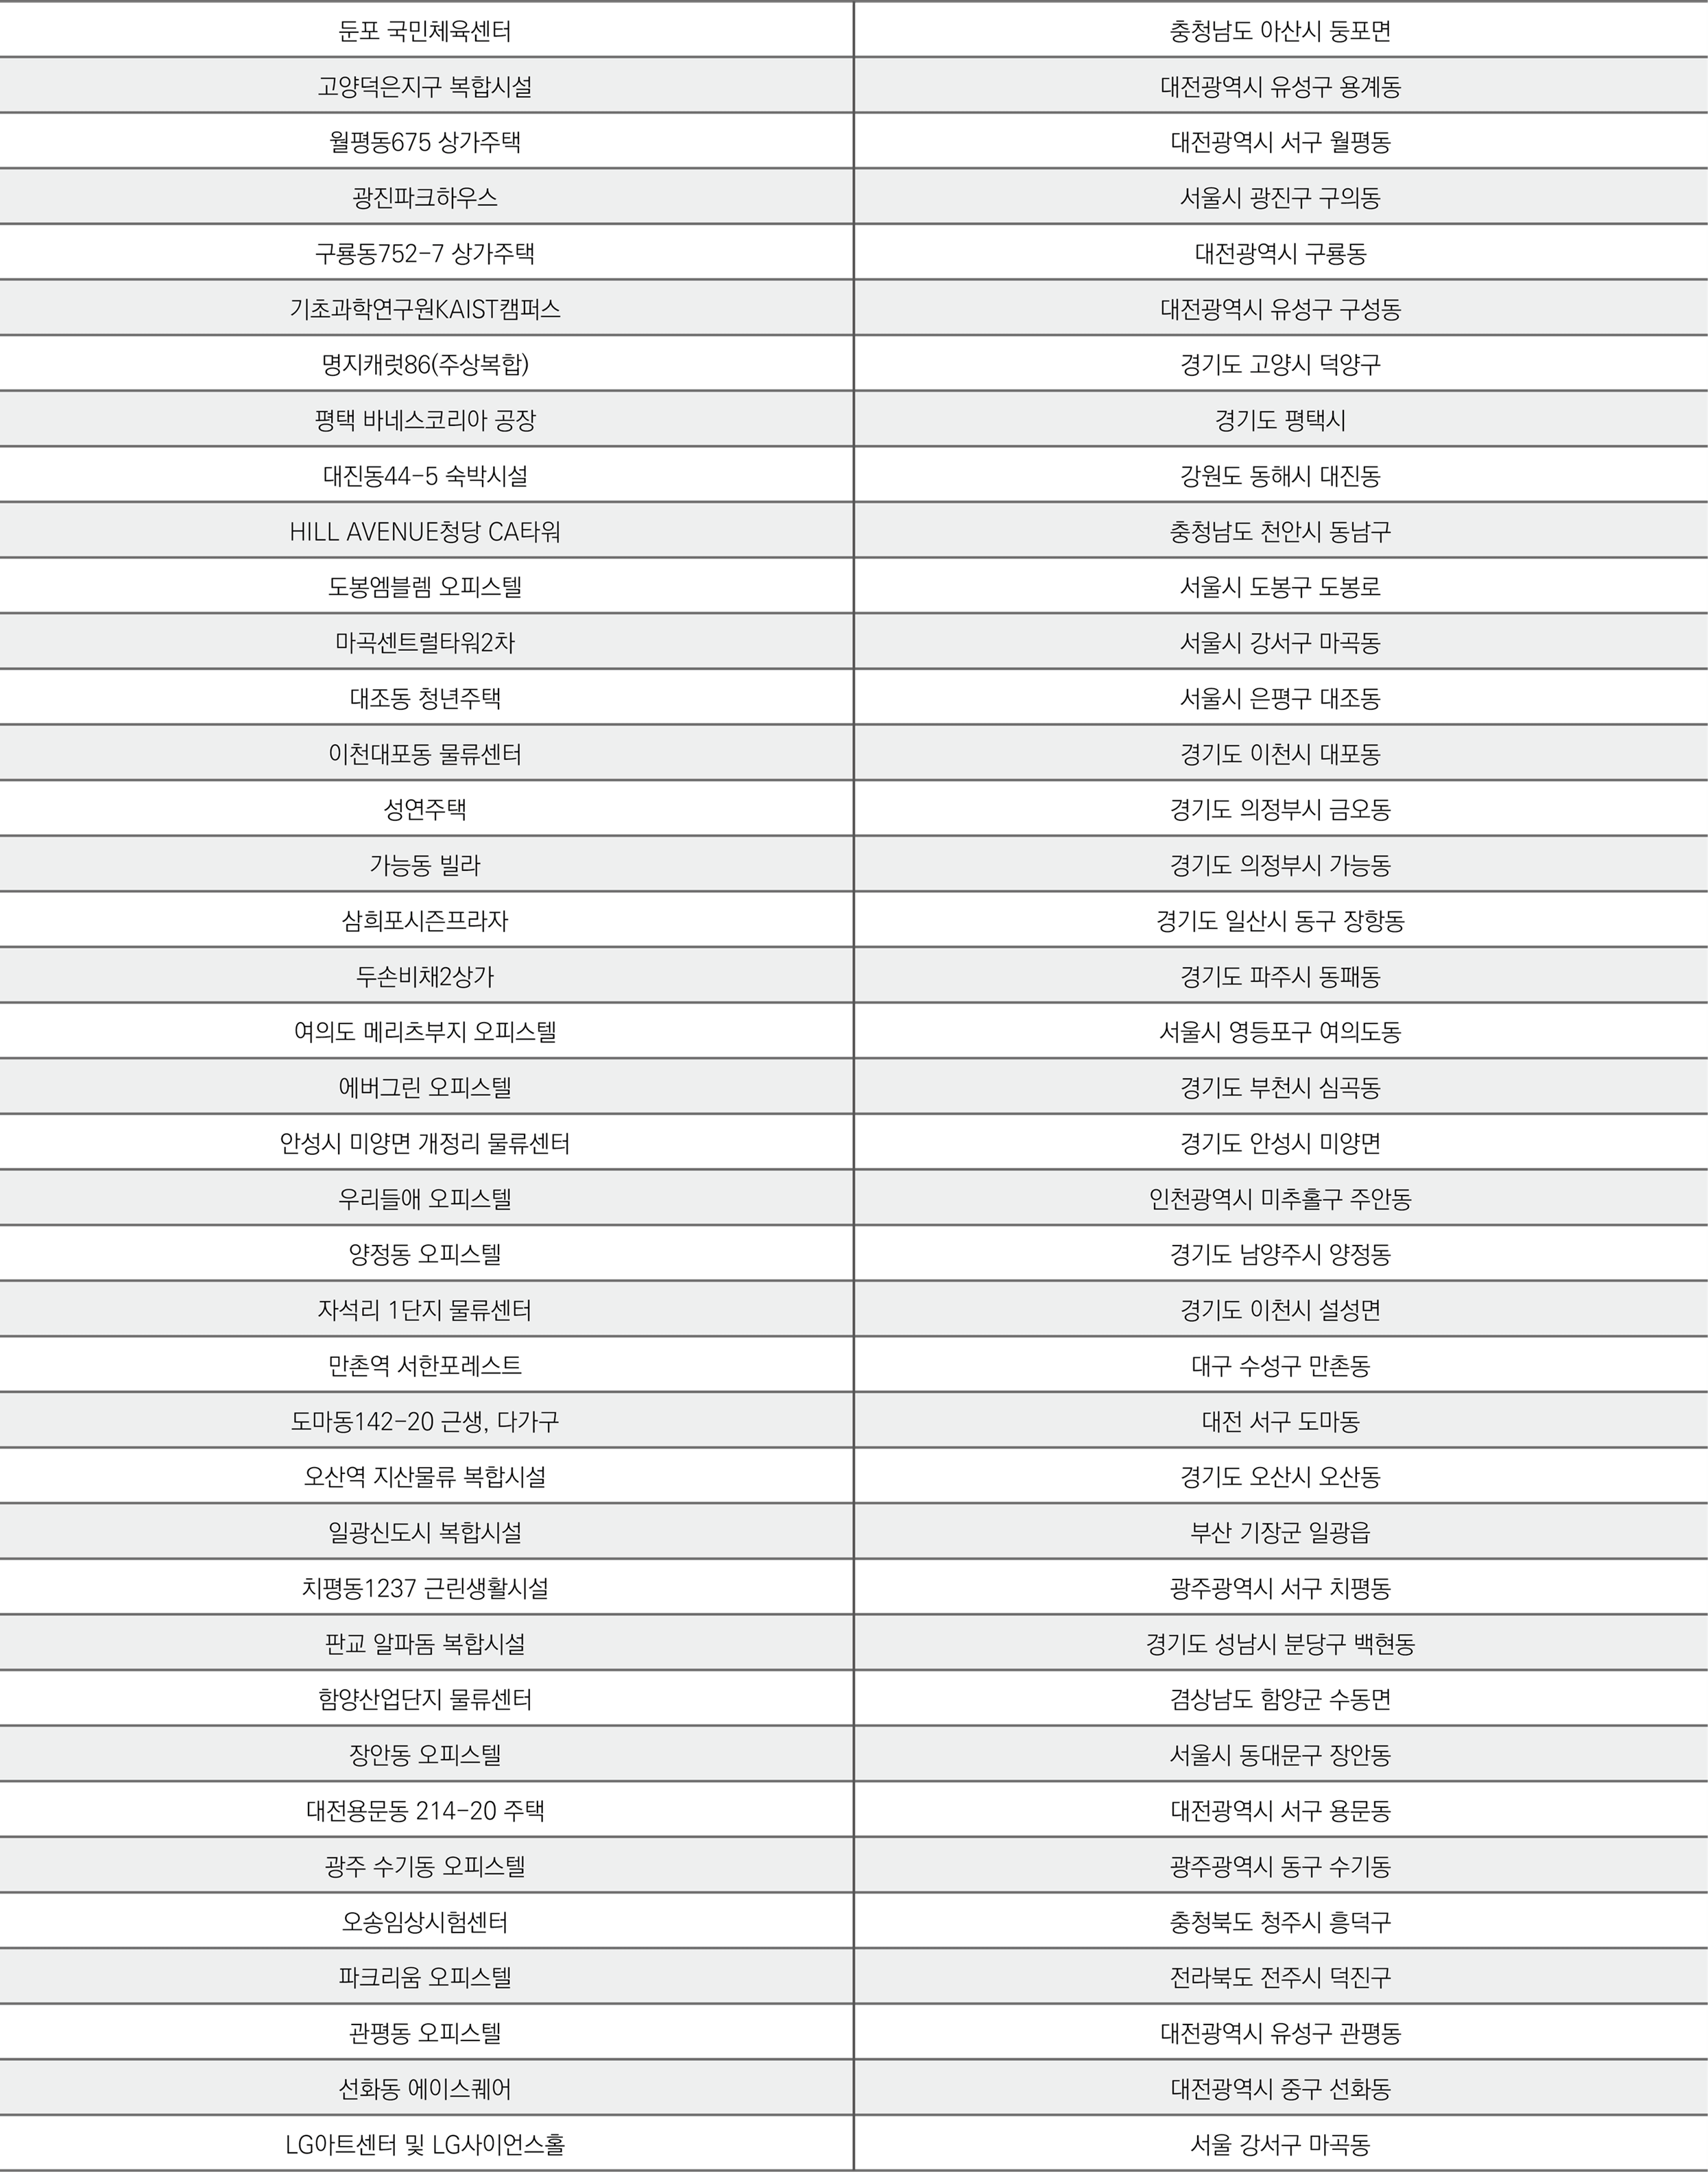 둔포 국민체육센터 충청남도 아산시 둥포면
고양덕은지구 복합시설 대전광역시 유성구 용계동
월평동675 상가주택 대전광역시 서구 월평동
광진파크하우스 서울시 광진구 구의동
구룡동752-7 상가주택 대전광역시 구룡동
기초과학연구원KAIST캠퍼스 대전광역시 유성구 구성동
명지캐럿86(주상복합) 경기도 고양시 덕양구
평택 바네스코리아 공장 경기도 평택시
대진동44-5 숙박시설 강원도 동해시 대진동
HILL AVENUE청당 CA타워 충청남도 천안시 동남구
도봉엠블렘 오피스텔 서울시 도봉구 도봉로
마곡센트럴타워2차 서울시 강서구 마곡동
대조동 청년주택 서울시 은평구 대조동
이천대포동 물류센터 경기도 이천시 대포동
성연주택 경기도 의정부시 금오동
가능동 빌라 경기도 의정부시 가능동
삼희포시즌프라자 경기도 일산시 동구 장항동
두손비채2상가 경기도 파주시 동패동
여의도 메리츠부지 오피스텔 서울시 영등포구 여의도동
에버그린 오피스텔 경기도 부천시 심곡동
안성시 미양면 개정리 물류센터 경기도 안성시 미양면
우리들애 오피스텔 인천광역시 미추홀구 주안동
양정동 오피스텔 경기도 남양주시 양정동
자석리 1단지 물류센터 경기도 이천시 설성면
만촌역 서한포레스트 대구 수성구 만촌동
도마동142-20 근생, 다가구 대전 서구 도마동
오산역 지산물류 복합시설 경기도 오산시 오산동
일광신도시 복합시설 부산 기장군 일광읍
치평동1237 근린생활시설 광주광역시 서구 치평동
판교 알파돔 복합시설 경기도 성남시 분당구 백현동
함양산업단지 물류센터 겸상남도 함양군 수동면
장안동 오피스텔 서울시 동대문구 장안동
대전용문동 214-20 주택 대전광역시 서구 용문동
광주 수기동 오피스텔 광주광역시 동구 수기동
오송임상시험센터 충청북도 청주시 흥덕구
파크리움 오피스텔 전라북도 전주시 덕진구
관평동 오피스텔 대전광역시 유성구 관평동
선화동 에이스퀘어 대전광역시 중구 선화동
LG아트센터 및 LG사이언스홀 서울 강서구 마곡동